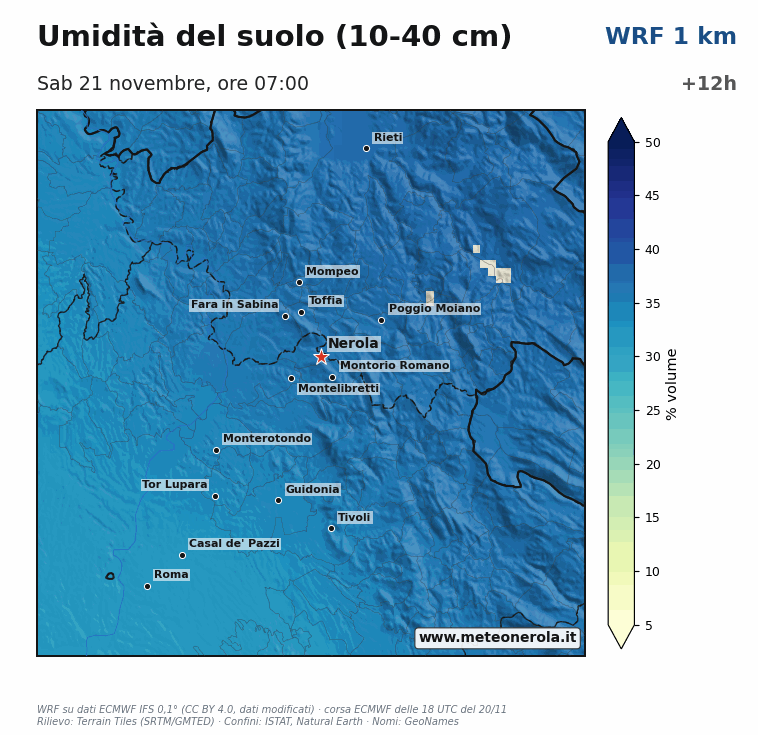 Umidità del suolo (10-40 cm)
WRF 1 km
Sab 21 novembre, ore 07:00
+12h
Rieti
Mompeo
Toffia
Fara in Sabina
Poggio Moiano
Nerola
Montorio Romano
Montelibretti
Monterotondo
Tor Lupara
Guidonia
Tivoli
Casal de' Pazzi
Roma
www.meteonerola.it
50
45
40
35
30
25
20
15
10
5
% volume
WRF su dati ECMWF IFS 0,1° (CC BY 4.0, dati modificati) · corsa ECMWF delle 18 UTC del 20/11
Rilievo: Terrain Tiles (SRTM/GMTED) · Confini: ISTAT, Natural Earth · Nomi: GeoNames